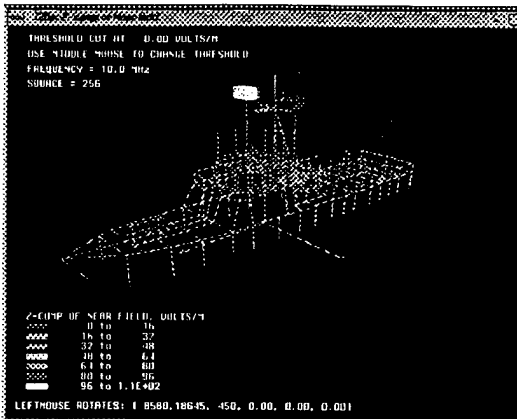 THRESHOLD CUT AT 0.00 VOLTS/M
USE MIDDLE MOUSE TO CHANGE THRESHOLD
FREQUENCY = 10.0 MHZ
SOURCE = 256
Z-COMP OF NEAR FIELD, VOLTS/M
0 to 16
16 to 32
32 to 48
48 to 64
64 to 80
80 to 96
96 to 1.1E+02
LEFTMOUSE ROTATES: ( 8580,18645, 450, 0.00, 0.00, 0.00)